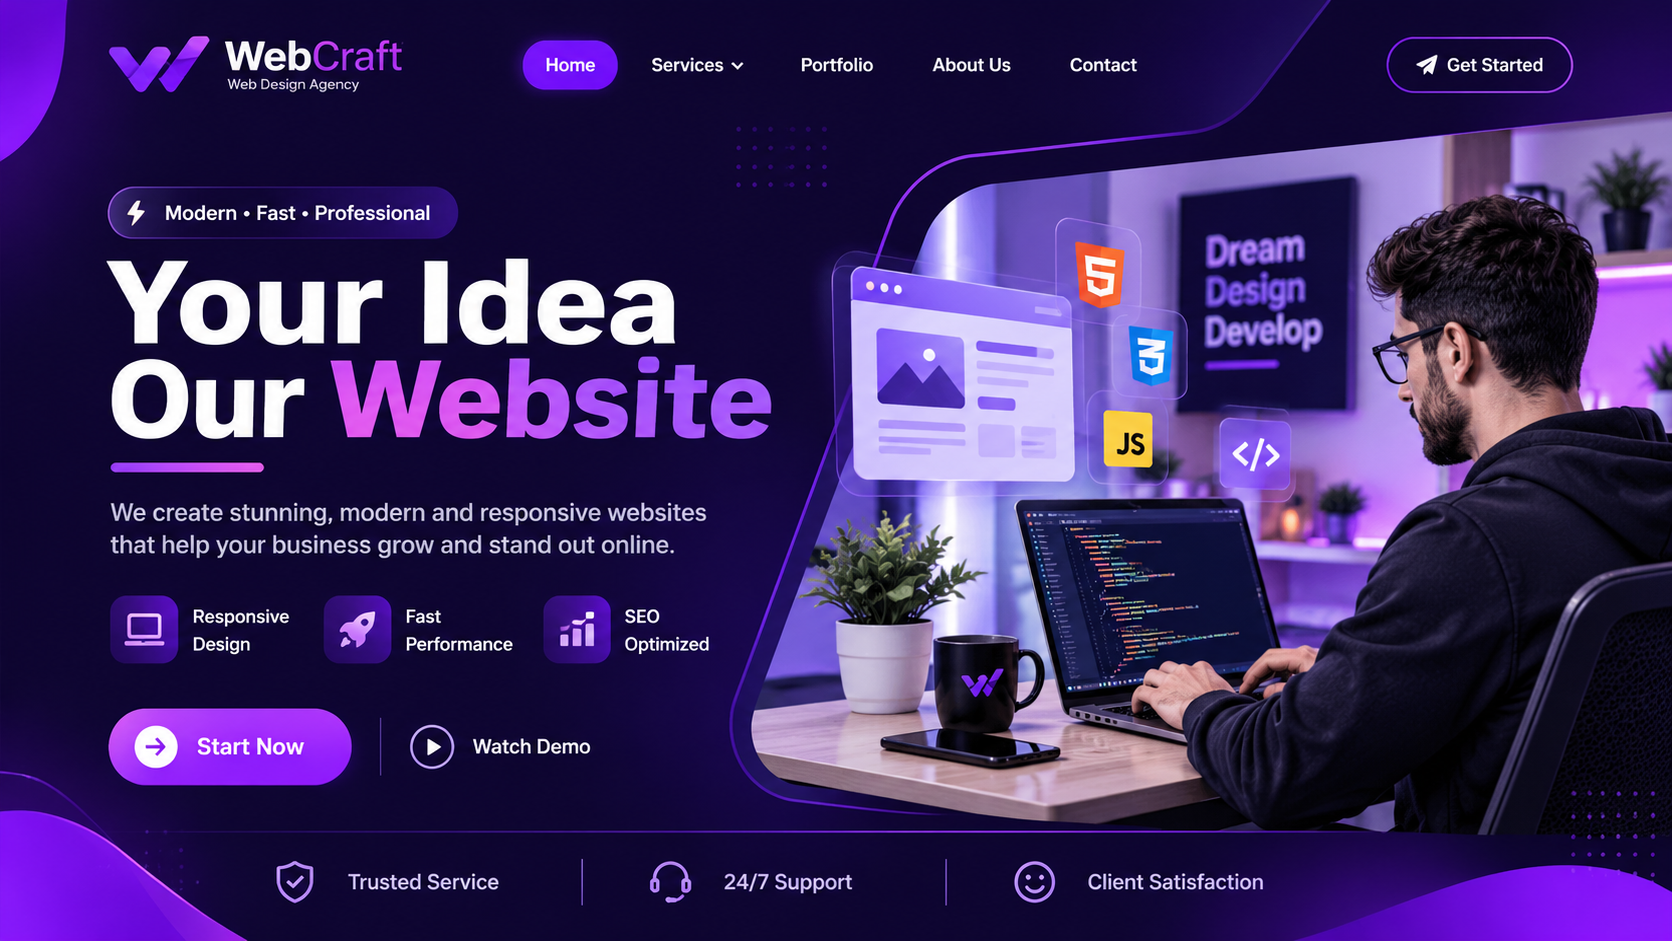 WebCraft
Web Design Agency
Home
Services
Portfolio
About Us
Contact
Get Started
Modern • Fast • Professional
Your Idea
Our Website
We create stunning, modern and responsive websites
that help your business grow and stand out online.
Responsive
Design
Fast
Performance
SEO
Optimized
Start Now
Watch Demo
Dream
Design
Develop
5
3
JS
</>
Trusted Service
24/7 Support
Client Satisfaction